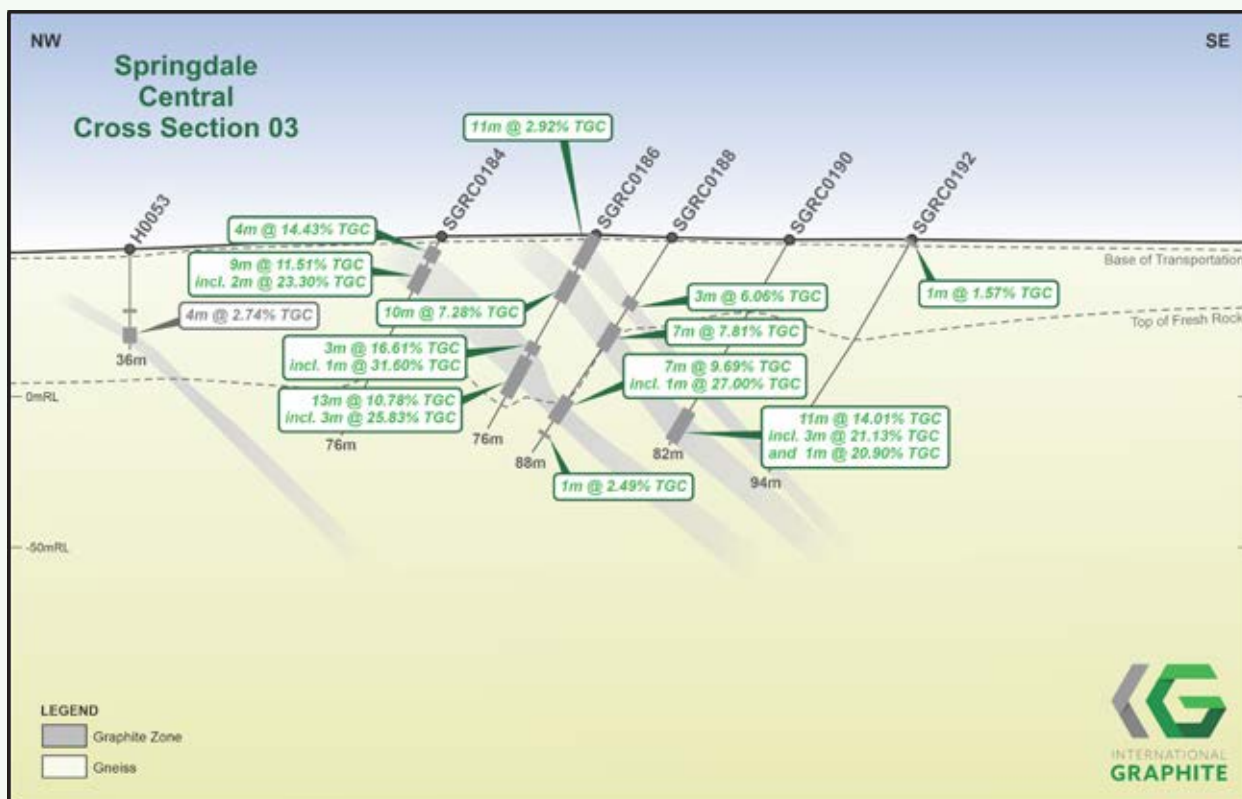 NW
SE
Springdale
Central
Cross Section 03
11m @ 2.92% TGC
H0053
SGRC0184
SGRC0186
SGRC0188
SGRC0190
SGRC0192
4m @ 14.43% TGC
9m @ 11.51% TGC
incl. 2m @ 23.30% TGC
Base of Transportation
1m @ 1.57% TGC
3m @ 6.06% TGC
4m @ 2.74% TGC
10m @ 7.28% TGC
Top of Fresh Rock
7m @ 7.81% TGC
36m
3m @ 16.61% TGC
incl. 1m @ 31.60% TGC
7m @ 9.69% TGC
incl. 1m @ 27.00% TGC
0mRL
13m @ 10.78% TGC
incl. 3m @ 25.83% TGC
11m @ 14.01% TGC
incl. 3m @ 21.13% TGC
and 1m @ 20.90% TGC
76m
76m
88m
82m
94m
1m @ 2.49% TGC
-50mRL
LEGEND
Graphite Zone
Gneiss
INTERNATIONAL
GRAPHITE